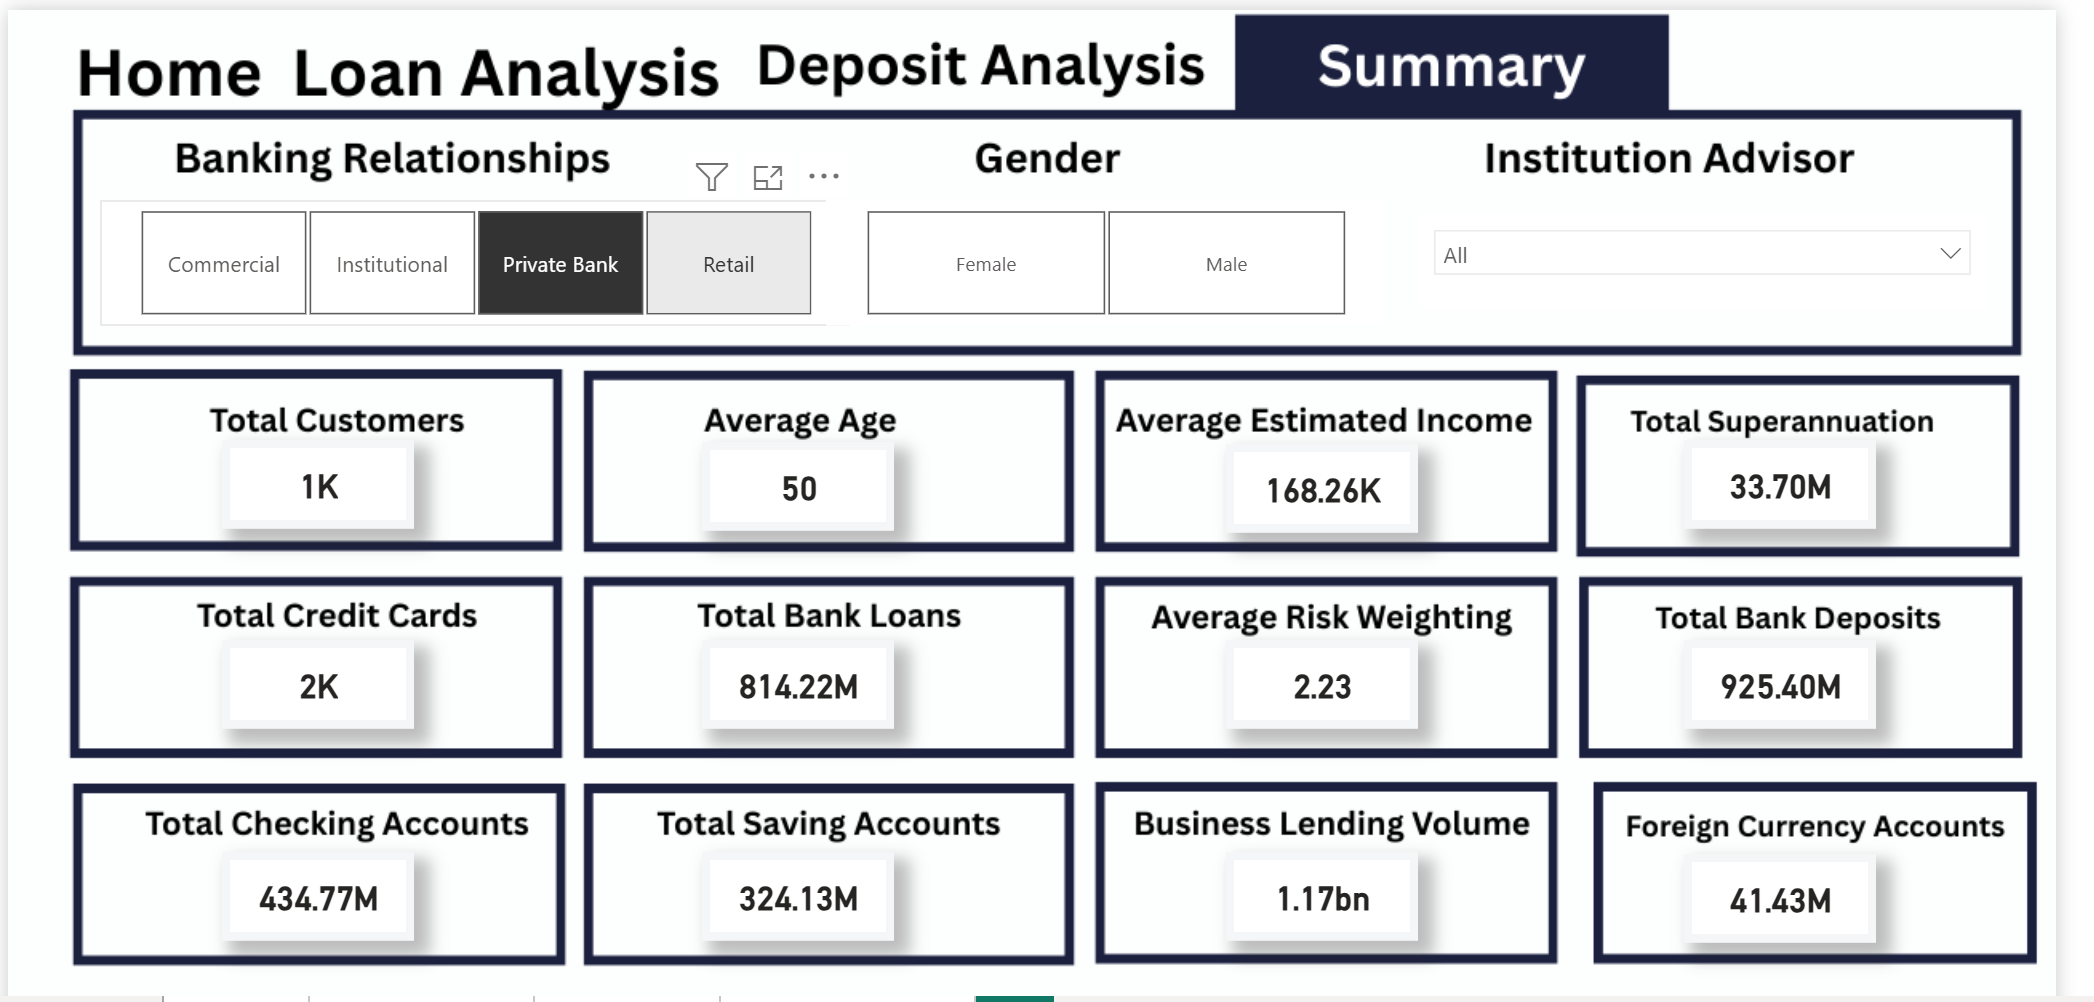 Home Loan Analysis Deposit Analysis Summary
Banking Relationships Gender Institution Advisor
Commercial Institutional Private Bank Retail Female Male All
Total Customers Average Age Average Estimated Income Total Superannuation
1K 50 168.26K 33.70M
Total Credit Cards Total Bank Loans Average Risk Weighting Total Bank Deposits
2K 814.22M 2.23 925.40M
Total Checking Accounts Total Saving Accounts Business Lending Volume Foreign Currency Accounts
434.77M 324.13M 1.17bn 41.43M